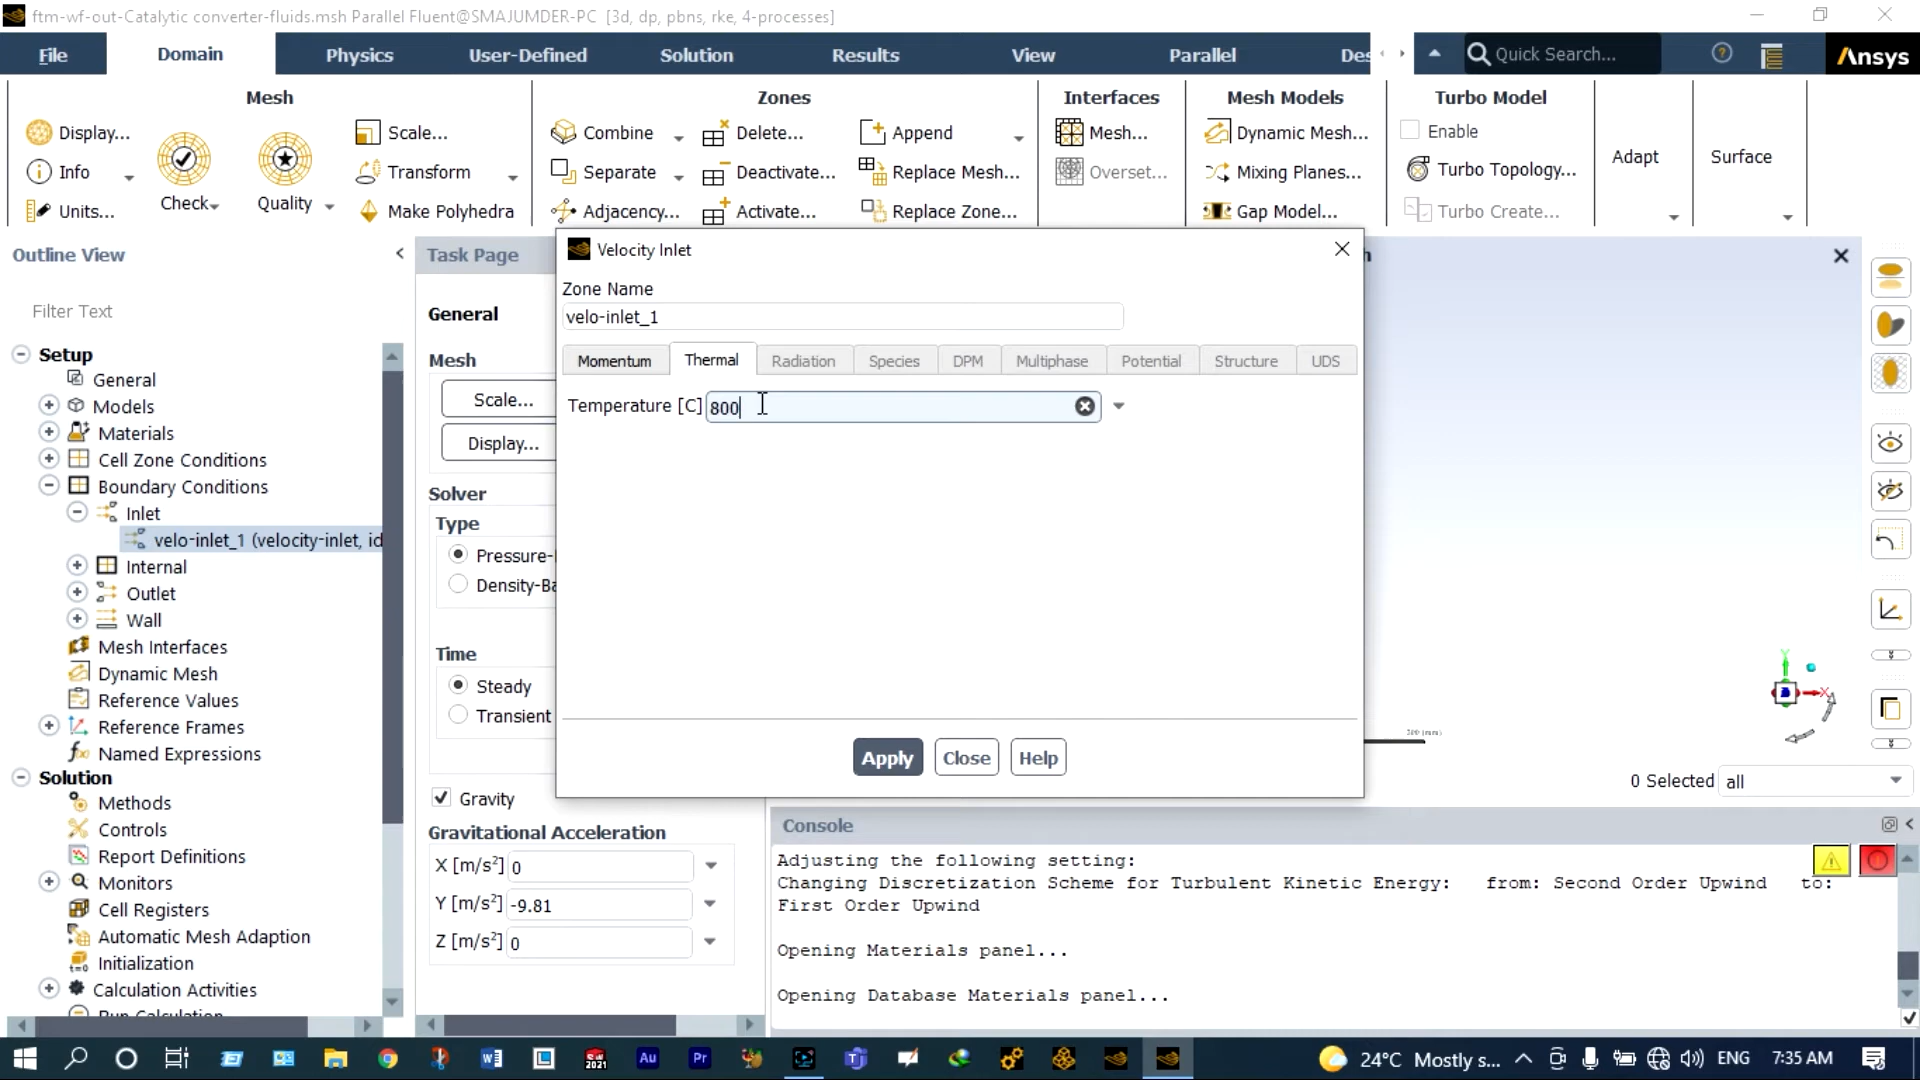 ftm-wf-out-Catalytic converter-fluids.msh Parallel Fluent@SMAJUMDER-PC [3d, dp, pbns, rke, 4-processes]
File Domain Physics User-Defined Solution Results View Parallel Des Quick Search... Ansys
Mesh Zones Interfaces Mesh Models Turbo Model
Display... Scale... Combine Delete... Append Mesh... Dynamic Mesh... Enable
Info Transform Separate Deactivate... Replace Mesh... Overset... Mixing Planes... Turbo Topology... Adapt Surface
Check Quality
Units... Make Polyhedra Adjacency... Activate... Replace Zone... Gap Model... Turbo Create...
Outline View
Filter Text
Setup
General
Models
Materials
Cell Zone Conditions
Boundary Conditions
Inlet
velo-inlet_1 (velocity-inlet, id
Internal
Outlet
Wall
Mesh Interfaces
Dynamic Mesh
Reference Values
Reference Frames
Named Expressions
Solution
Methods
Controls
Report Definitions
Monitors
Cell Registers
Automatic Mesh Adaption
Initialization
Calculation Activities
Run Calculation
Task Page
General
Mesh
Scale...
Display...
Solver
Type
Pressure-
Density-Ba
Time
Steady
Transient
Gravity
Gravitational Acceleration
X [m/s²] 0
Y [m/s²] -9.81
Z [m/s²] 0
Velocity Inlet
Zone Name
velo-inlet_1
Momentum Thermal Radiation Species DPM Multiphase Potential Structure UDS
Temperature [C] 800
Apply Close Help
0 Selected all
Console
Adjusting the following setting:
Changing Discretization Scheme for Turbulent Kinetic Energy: from: Second Order Upwind to:
First Order Upwind
Opening Materials panel...
Opening Database Materials panel...
24°C Mostly s... ENG 7:35 AM